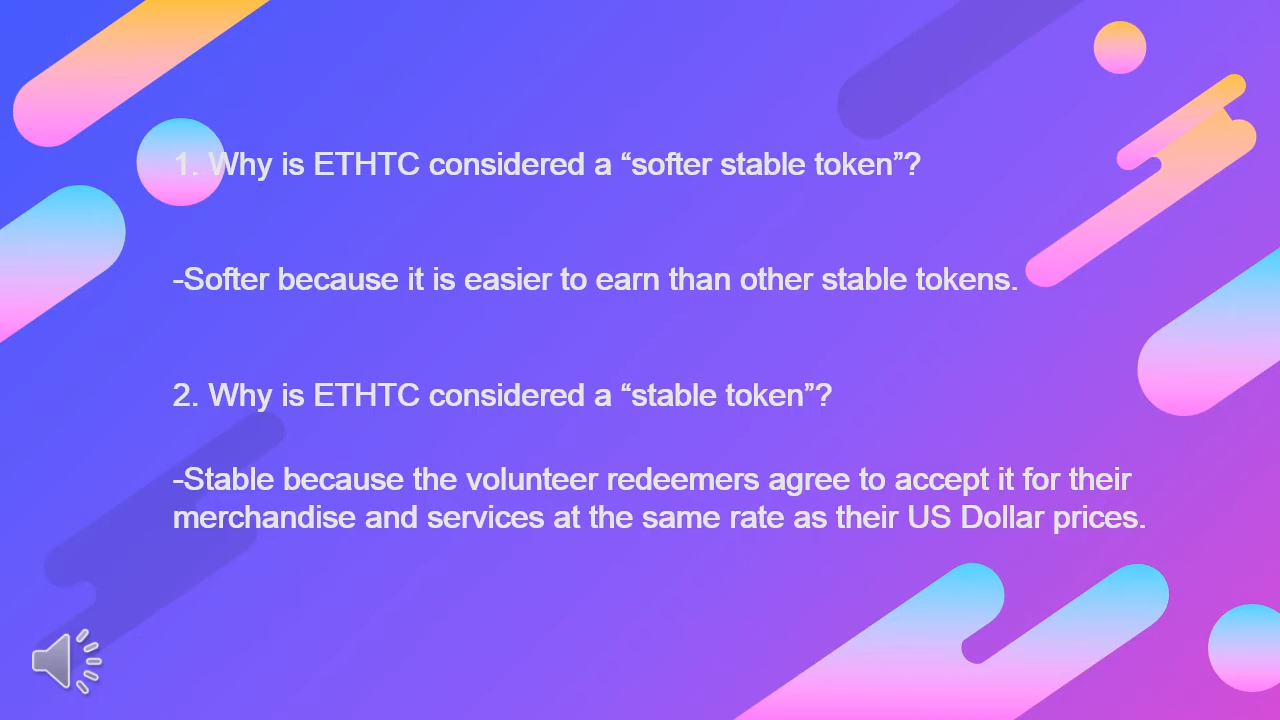 1. Why is ETHTC considered a “softer stable token”?
-Softer because it is easier to earn than other stable tokens.
2. Why is ETHTC considered a “stable token”?
-Stable because the volunteer redeemers agree to accept it for their
merchandise and services at the same rate as their US Dollar prices.